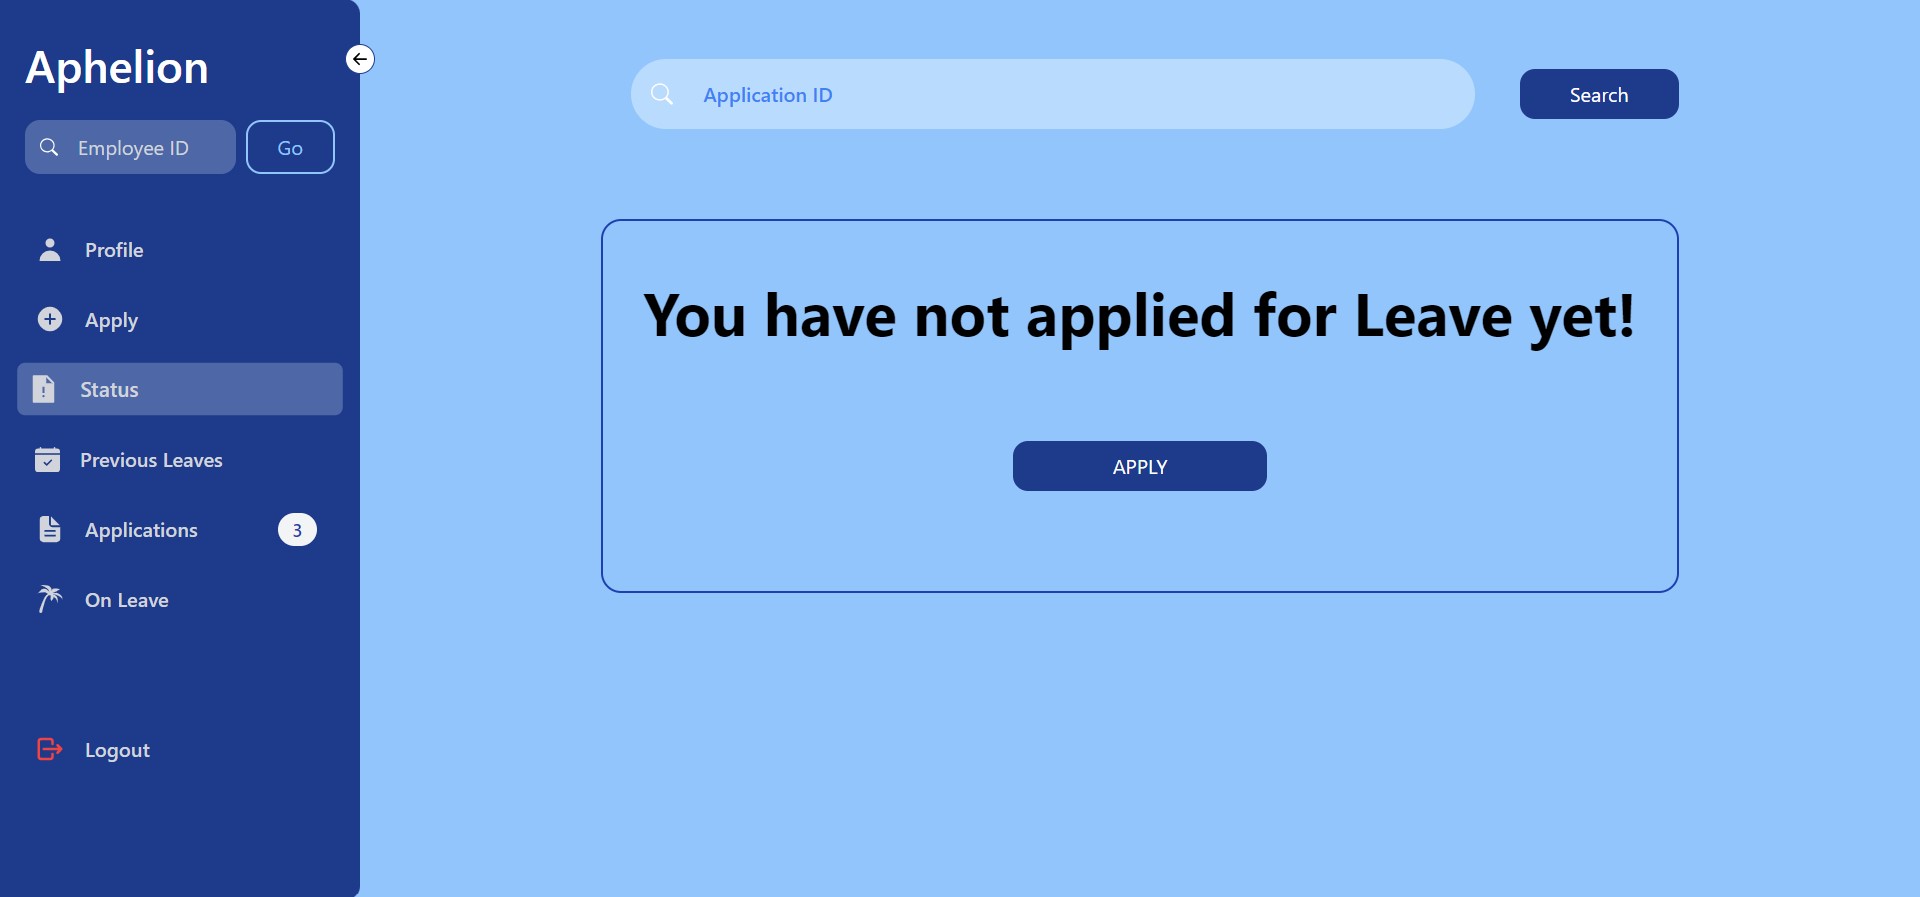 Aphelion
Employee ID
Go
Profile
Apply
Status
Previous Leaves
Applications
3
On Leave
Logout
Application ID
Search
You have not applied for Leave yet!
APPLY